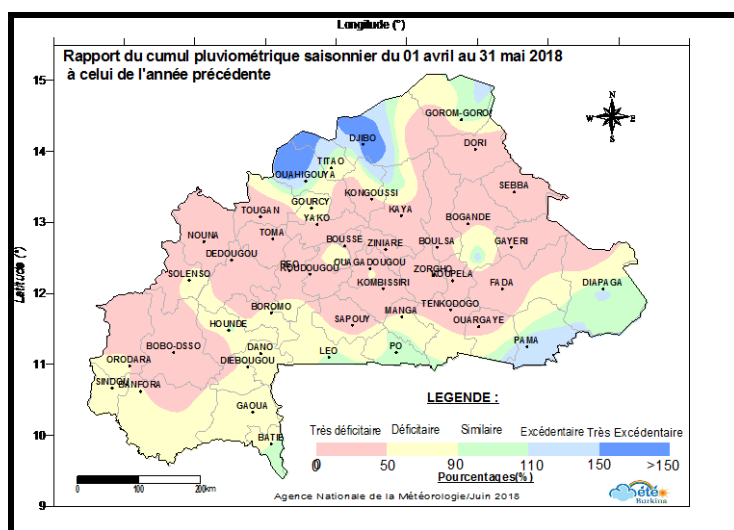 Longitude (°)
Rapport du cumul pluviométrique saisonnier du 01 avril au 31 mai 2018
à celui de l'année précédente
15
14
13
12
11
10
9
Latitude (°)
N
W E
S
GOROM-GOROM
DJIBO
DORI
TITAO
OUAHIGOUYA
SEBBA
KONGOUSSI
GOURCY
KAYA
TOUGAN
YAKO
BOGANDE
NOUNA
TOMA
BOUSSE
ZINIARE
BOULSA
GAYERI
DEDOUGOU
REO
KOUDOUGOU
OUAGADOUGOU
ZORGHO
KOUPELA
SOLENSO
KOMBISSIRI
FADA
DIAPAGA
BOROMO
TENKODOGO
MANGA
HOUNDE
SAPOUY
OUARGAYE
BOBO-DSSO
DANO
LEO
PO
PAMA
ORODARA
DIEBOUGOU
SINDOU
BANFORA
GAOUA
BATIE
LEGENDE :
Très déficitaire Déficitaire Similaire Excédentaire Très Excédentaire
0 50 90 110 150 >150
Pourcentages(%)
0 100 200km
Agence Nationale de la Météorologie/Juin 2018
météo
Burkina